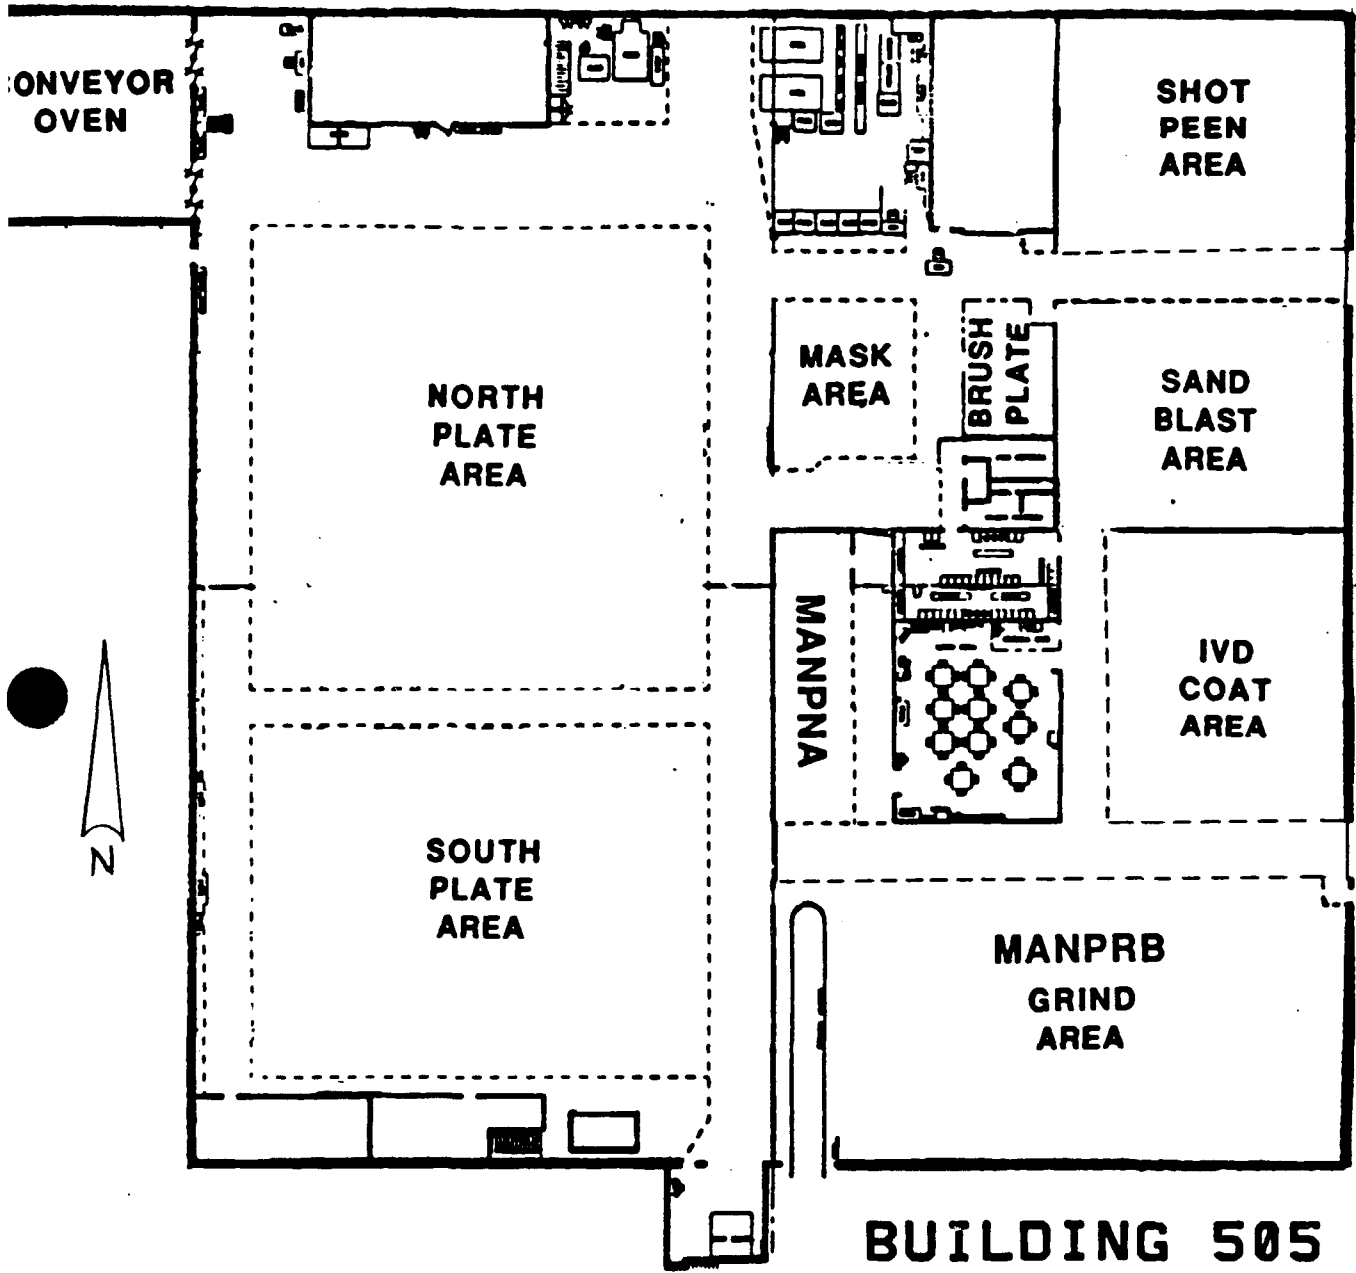 ONVEYOR
OVEN
SHOT
PEEN
AREA
MASK
AREA
BRUSH
PLATE
NORTH
PLATE
AREA
SAND
BLAST
AREA
MANPNA
IVD
COAT
AREA
N
SOUTH
PLATE
AREA
MANPRB
GRIND
AREA
BUILDING 505